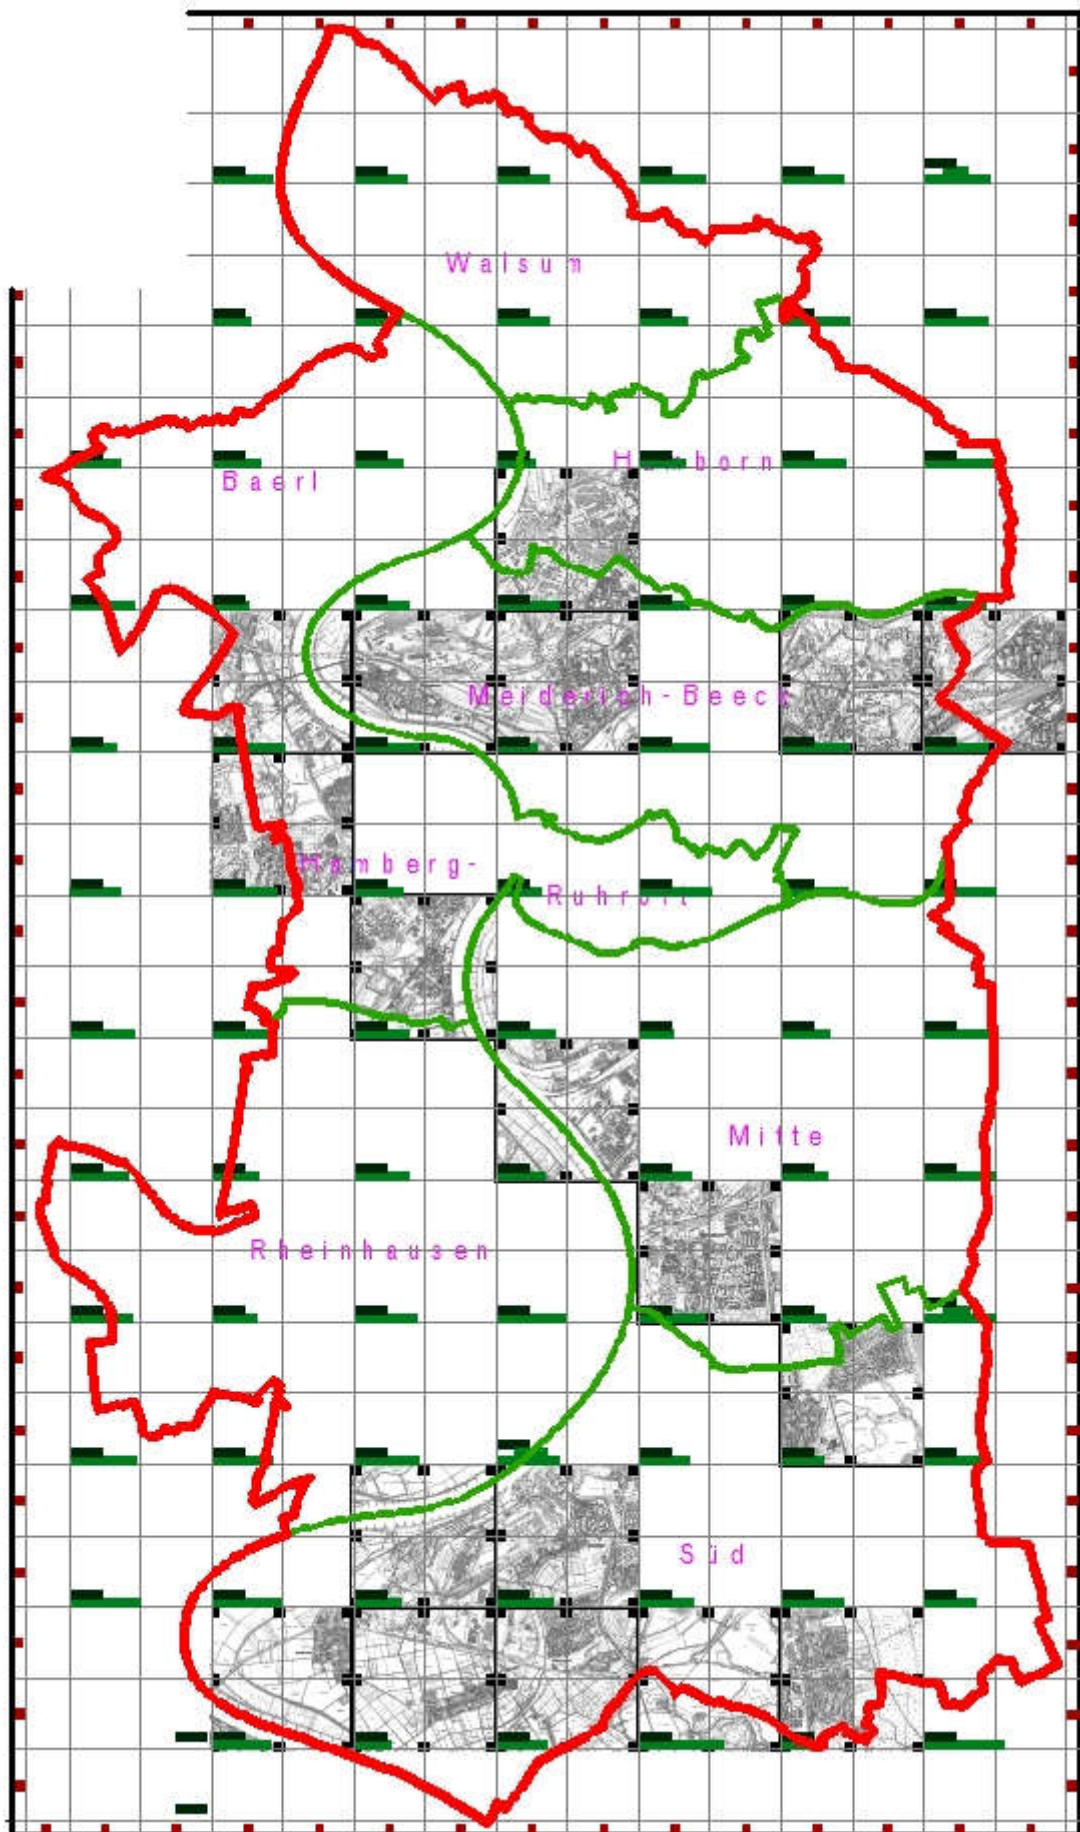 Walsum
Hamborn
Baerl
Meiderich-Beeck
Homberg-
Ruhrort
Mitte
Rheinhausen
Süd